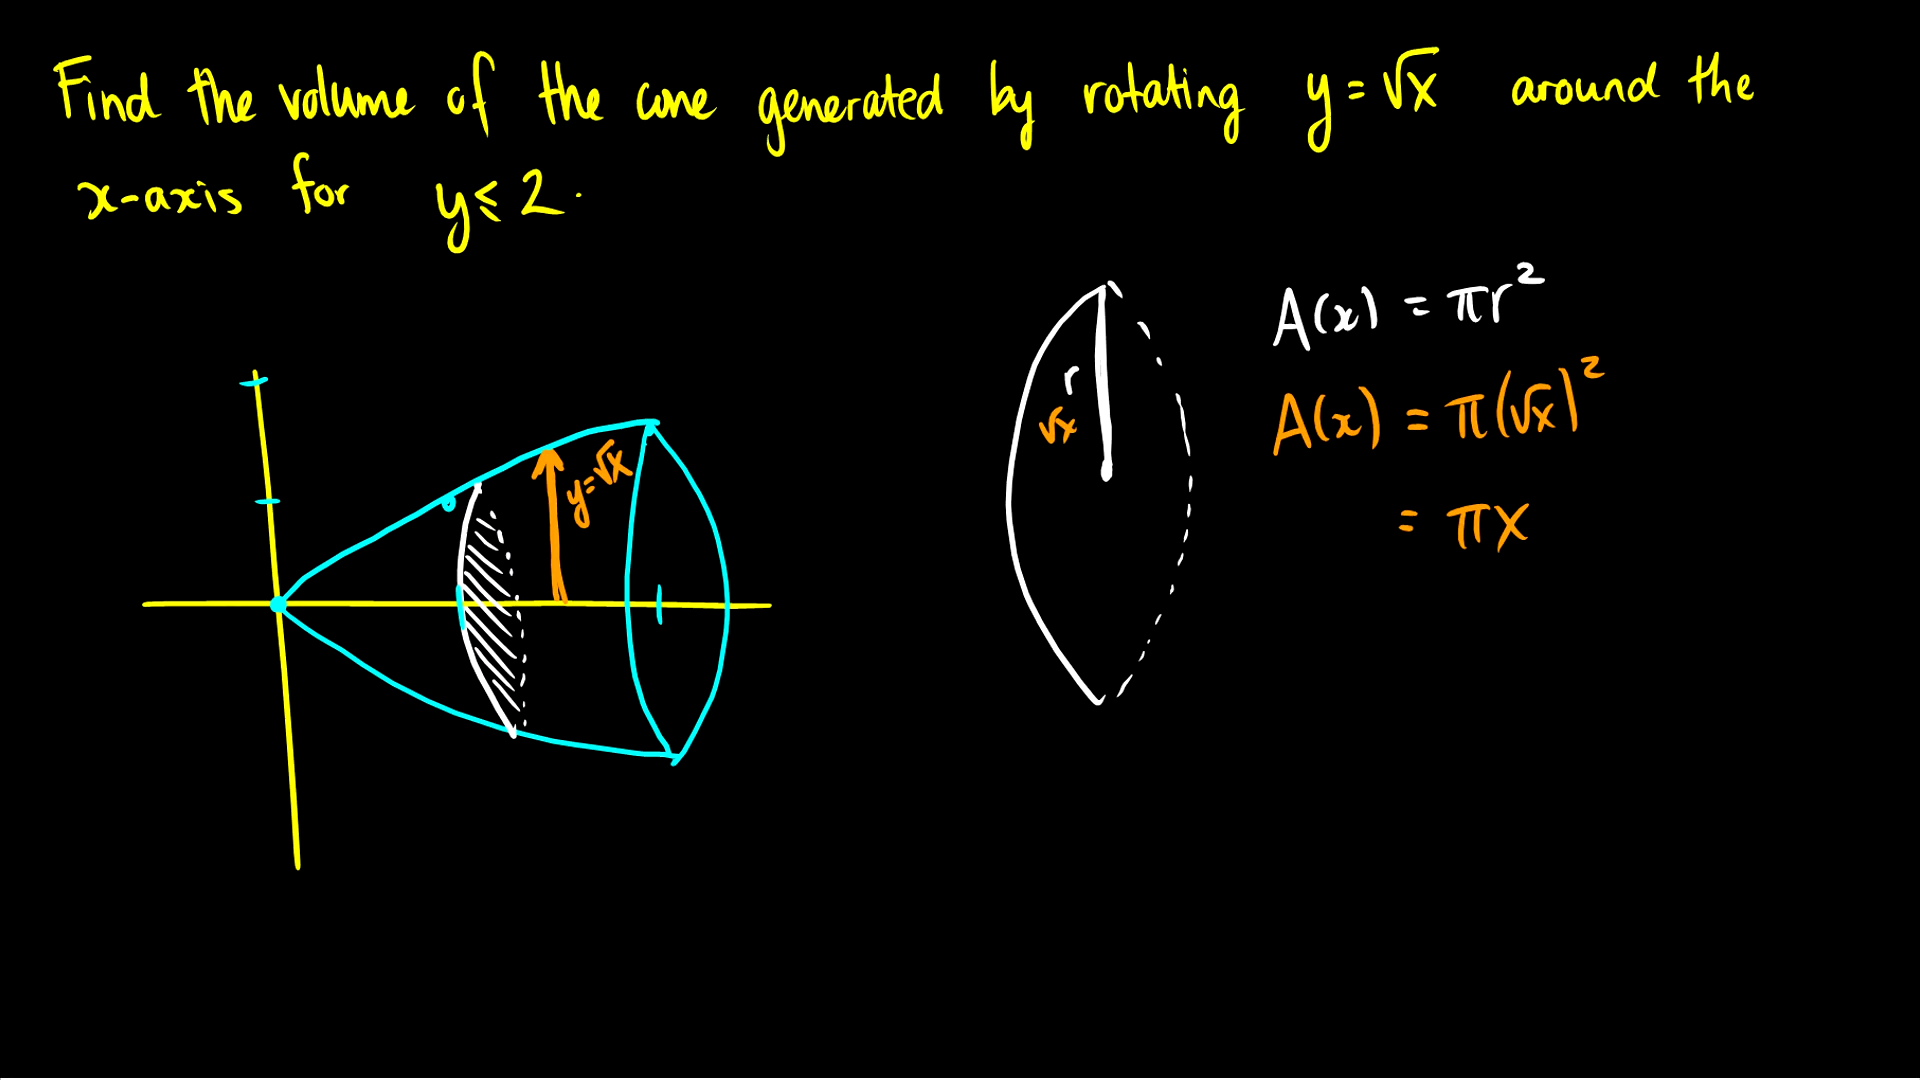 Find the volume of the cone generated by rotating y = √x around the
x-axis for y ≤ 2.
A(x) = πr²
r
√x
A(x) = π(√x)²
y=√x
= πx